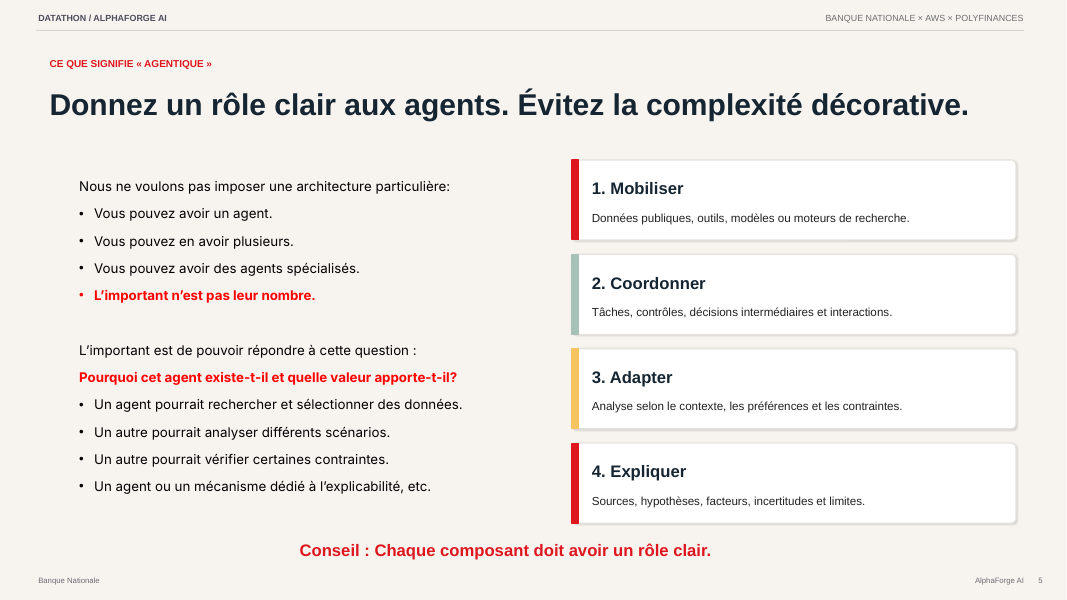 DATATHON / ALPHAFORGE AI
BANQUE NATIONALE × AWS × POLYFINANCES
CE QUE SIGNIFIE « AGENTIQUE »
Donnez un rôle clair aux agents. Évitez la complexité décorative.
Nous ne voulons pas imposer une architecture particulière:
• Vous pouvez avoir un agent.
• Vous pouvez en avoir plusieurs.
• Vous pouvez avoir des agents spécialisés.
• L’important n’est pas leur nombre.
L’important est de pouvoir répondre à cette question :
Pourquoi cet agent existe-t-il et quelle valeur apporte-t-il?
• Un agent pourrait rechercher et sélectionner des données.
• Un autre pourrait analyser différents scénarios.
• Un autre pourrait vérifier certaines contraintes.
• Un agent ou un mécanisme dédié à l’explicabilité, etc.
1. Mobiliser
Données publiques, outils, modèles ou moteurs de recherche.
2. Coordonner
Tâches, contrôles, décisions intermédiaires et interactions.
3. Adapter
Analyse selon le contexte, les préférences et les contraintes.
4. Expliquer
Sources, hypothèses, facteurs, incertitudes et limites.
Conseil : Chaque composant doit avoir un rôle clair.
Banque Nationale
AlphaForge AI 5